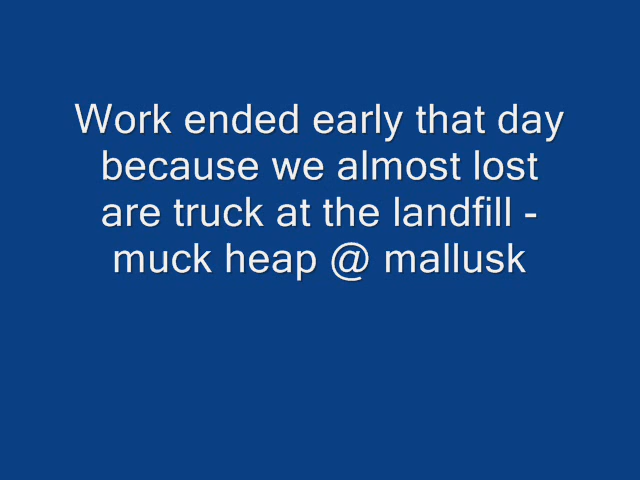 Work ended early that day
because we almost lost
are truck at the landfill -
muck heap @ mallusk